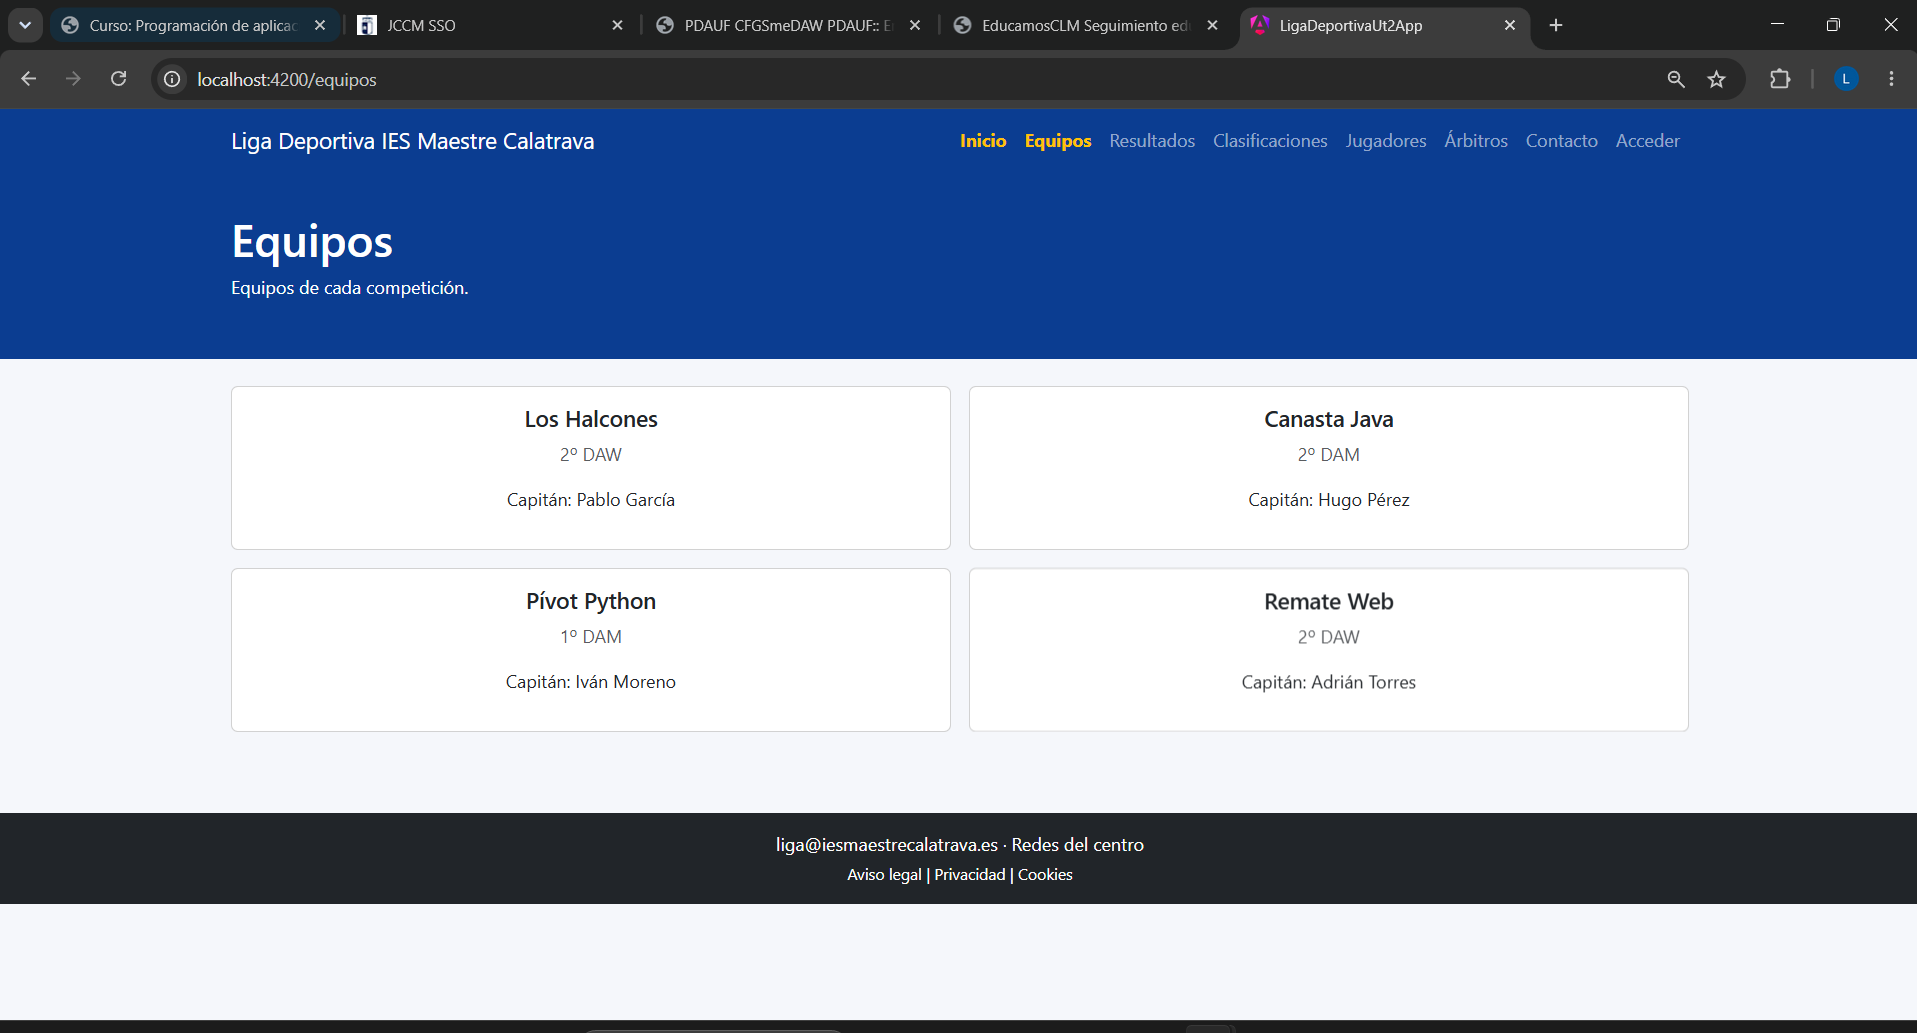 Curso: Programación de aplicac
JCCM SSO
PDAUF CFGSmeDAW PDAUF:: E
EducamosCLM Seguimiento ed
LigaDeportivaUt2App
localhost:4200/equipos
L
Liga Deportiva IES Maestre Calatrava
Inicio Equipos Resultados Clasificaciones Jugadores Árbitros Contacto Acceder
Equipos
Equipos de cada competición.
Los Halcones
2º DAW
Capitán: Pablo García
Canasta Java
2º DAM
Capitán: Hugo Pérez
Pívot Python
1º DAM
Capitán: Iván Moreno
Remate Web
2º DAW
Capitán: Adrián Torres
liga@iesmaestrecalatrava.es · Redes del centro
Aviso legal | Privacidad | Cookies